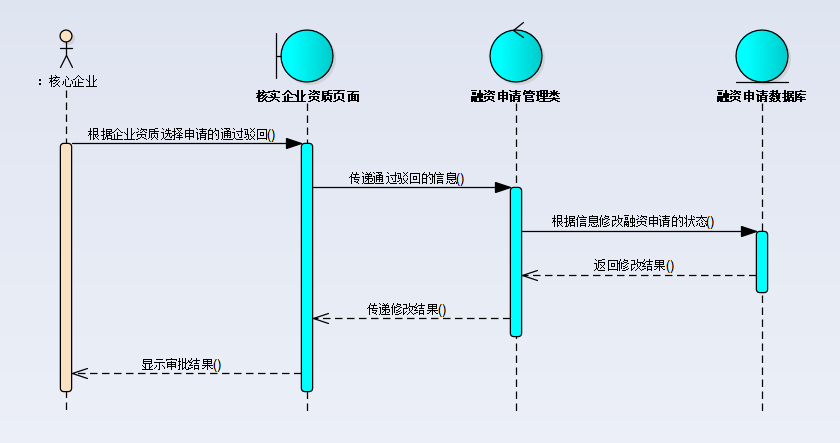 ：核心企业
核实企业资质页面
融资申请管理类
融资申请数据库
根据企业资质选择申请的通过驳回()
传递通过驳回的信息()
根据信息修改融资申请的状态()
返回修改结果()
传递修改结果()
显示审批结果()